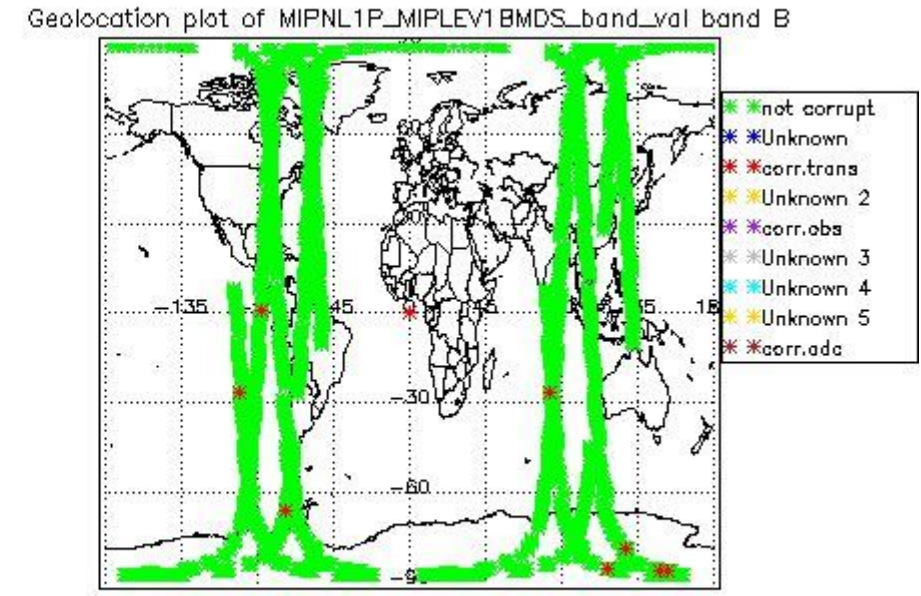 Geolocation plot of MIPNL1P_MIPLEV1BMDS_band_val band B
not corrupt
Unknown
corr.trans
Unknown 2
corr.obs
Unknown 3
Unknown 4
Unknown 5
corr.adc
60
-135
45
-30
-60